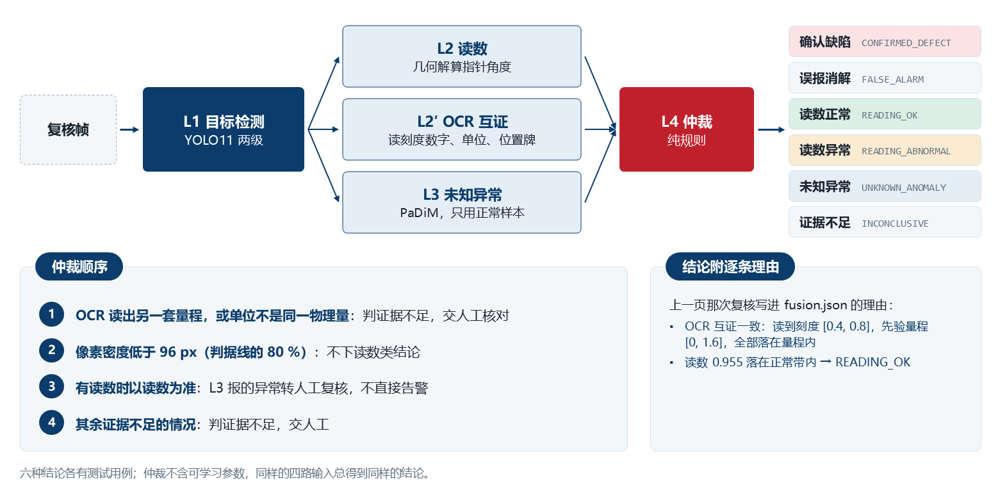 复核帧
L1 目标检测
YOLO11 两级
L2 读数
几何解算指针角度
L2′ OCR 互证
读刻度数字、单位、位置牌
L3 未知异常
PaDiM，只用正常样本
L4 仲裁
纯规则
确认缺陷 CONFIRMED_DEFECT
误报消解 FALSE_ALARM
读数正常 READING_OK
读数异常 READING_ABNORMAL
未知异常 UNKNOWN_ANOMALY
证据不足 INCONCLUSIVE
仲裁顺序
1 OCR 读出另一套量程，或单位不是同一物理量：判证据不足，交人工核对
2 像素密度低于 96 px（判据线的 80 %）：不下读数类结论
3 有读数时以读数为准：L3 报的异常转人工复核，不直接告警
4 其余证据不足的情况：判证据不足，交人工
结论附逐条理由
上一页那次复核写进 fusion.json 的理由：
▪ OCR 互证一致：读到刻度 [0.4, 0.8]，先验量程
[0, 1.6]，全部落在量程内
▪ 读数 0.955 落在正常带内 → READING_OK
六种结论各有测试用例；仲裁不含可学习参数，同样的四路输入总得到同样的结论。